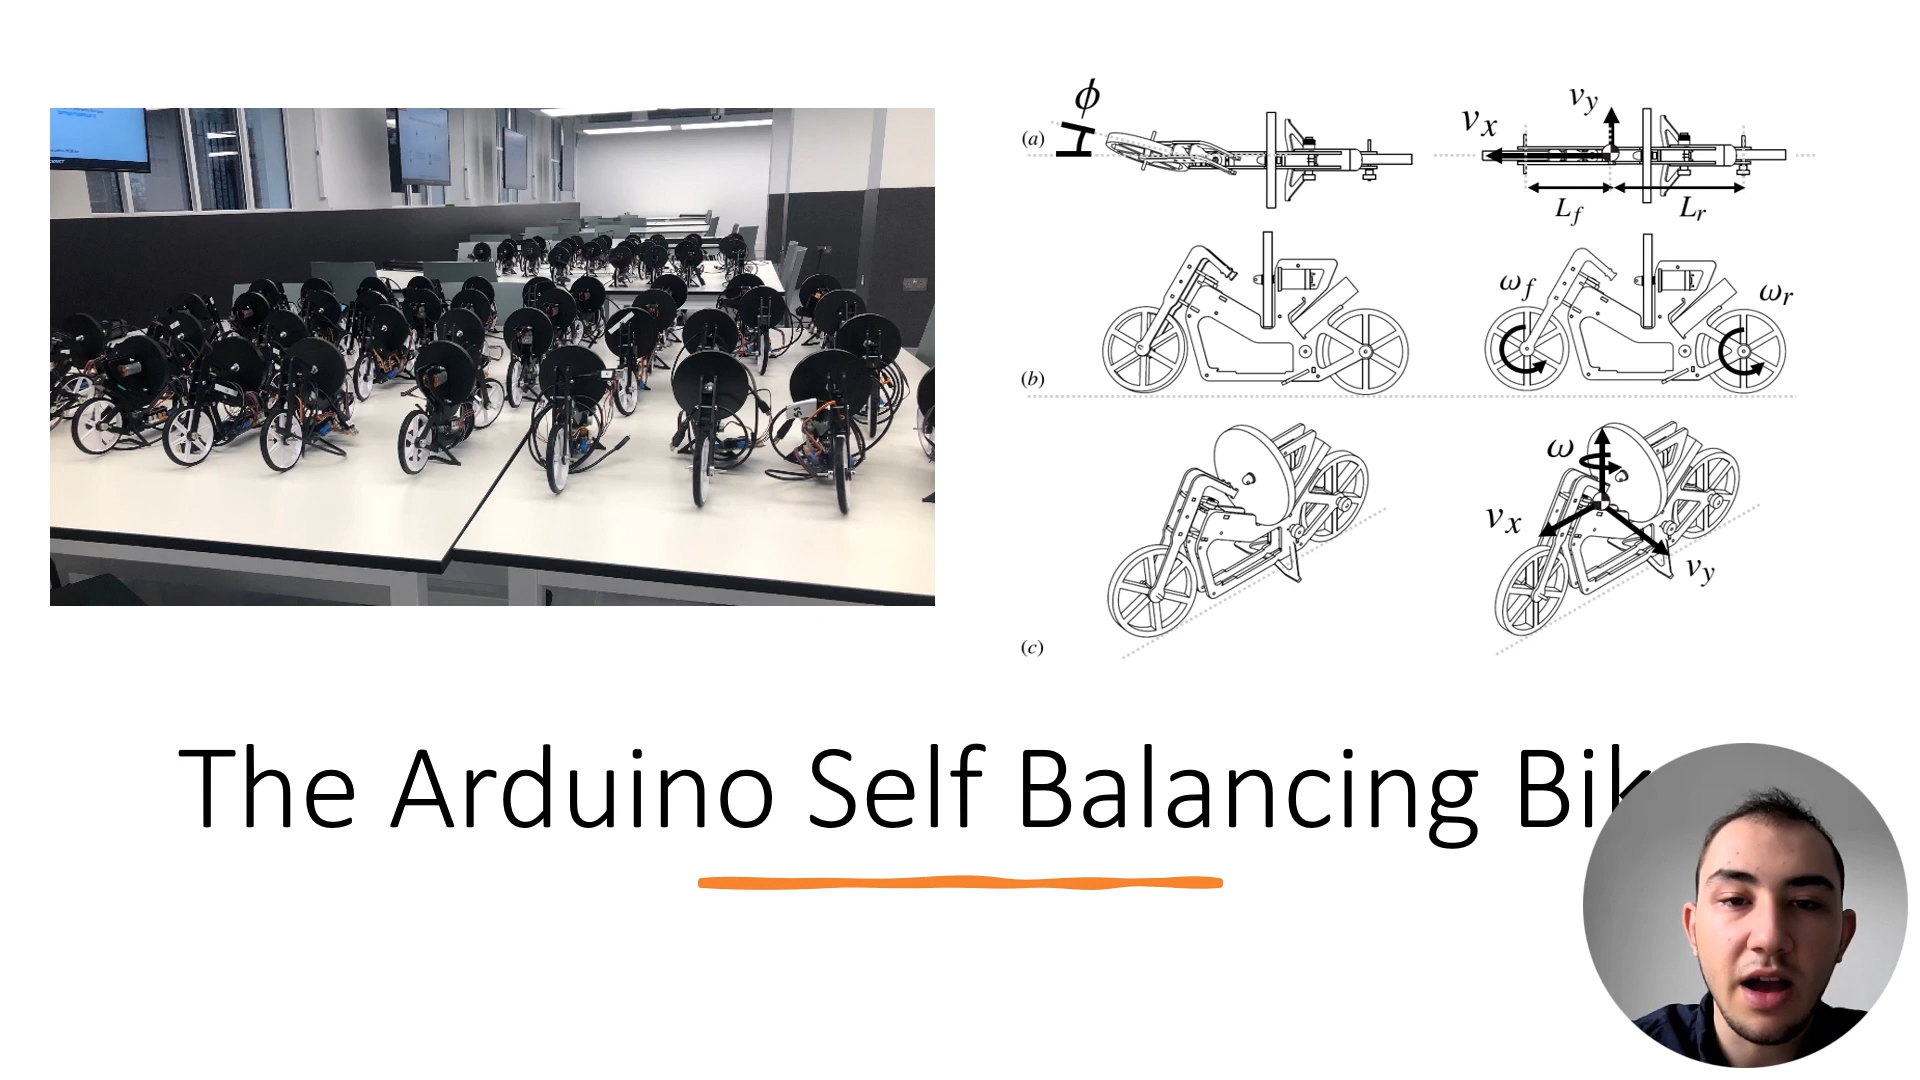 ϕ
(a)
v_x
v_y
L_f
L_r
ω_f
ω_r
(b)
ω
v_x
v_y
(c)
The Arduino Self Balancing Bik